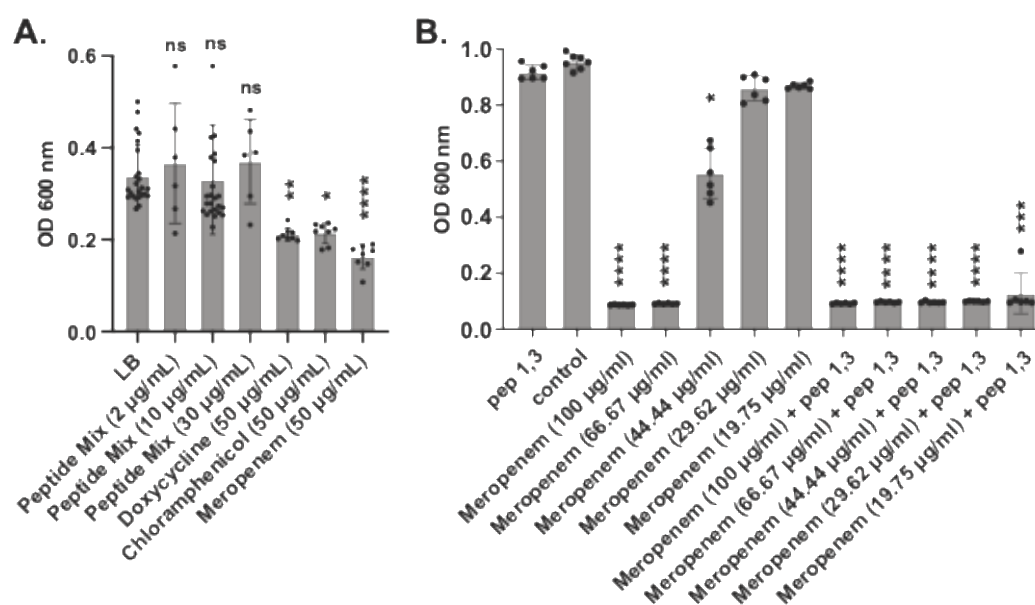 A.
OD 600 nm
0.6
0.4
0.2
0.0
ns
ns
ns
**
*
****
LB
Peptide Mix (2 µg/mL)
Peptide Mix (10 µg/mL)
Peptide Mix (30 µg/mL)
Doxycycline (50 µg/mL)
Chloramphenicol (50 µg/mL)
Meropenem (50 µg/mL)
B.
OD 600 nm
1.0
0.8
0.6
0.4
0.2
0.0
****
****
*
****
****
****
****
***
pep 1,3
control
Meropenem (100 µg/ml)
Meropenem (66.67 µg/ml)
Meropenem (44.44 µg/ml)
Meropenem (29.62 µg/ml)
Meropenem (19.75 µg/ml)
Meropenem (100 µg/ml) + pep 1,3
Meropenem (66.67 µg/ml) + pep 1,3
Meropenem (44.44 µg/ml) + pep 1,3
Meropenem (29.62 µg/ml) + pep 1,3
Meropenem (19.75 µg/ml) + pep 1,3